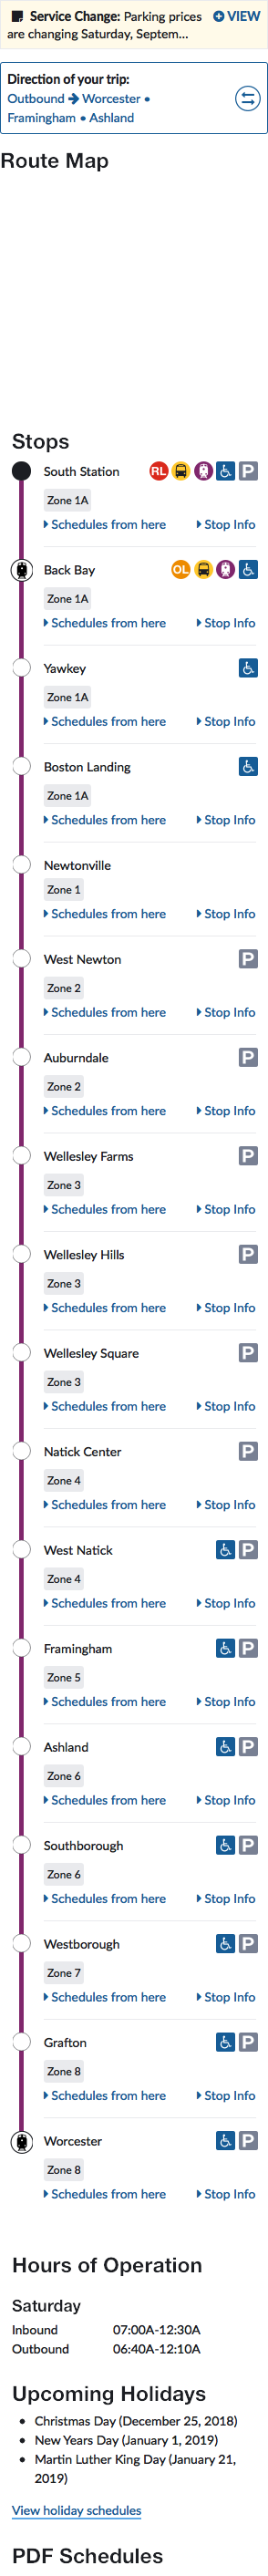 Service Change: Parking prices VIEW
are changing Saturday, Septem...
Direction of your trip:
Outbound Worcester •
Framingham • Ashland
Route Map
Stops
South Station RL P
Zone 1A
Schedules from here Stop Info
Back Bay OL
Zone 1A
Schedules from here Stop Info
Yawkey
Zone 1A
Schedules from here Stop Info
Boston Landing
Zone 1A
Schedules from here Stop Info
Newtonville
Zone 1
Schedules from here Stop Info
West Newton P
Zone 2
Schedules from here Stop Info
Auburndale P
Zone 2
Schedules from here Stop Info
Wellesley Farms P
Zone 3
Schedules from here Stop Info
Wellesley Hills P
Zone 3
Schedules from here Stop Info
Wellesley Square P
Zone 3
Schedules from here Stop Info
Natick Center P
Zone 4
Schedules from here Stop Info
West Natick P
Zone 4
Schedules from here Stop Info
Framingham P
Zone 5
Schedules from here Stop Info
Ashland P
Zone 6
Schedules from here Stop Info
Southborough P
Zone 6
Schedules from here Stop Info
Westborough P
Zone 7
Schedules from here Stop Info
Grafton P
Zone 8
Schedules from here Stop Info
Worcester P
Zone 8
Schedules from here Stop Info
Hours of Operation
Saturday
Inbound 07:00A-12:30A
Outbound 06:40A-12:10A
Upcoming Holidays
• Christmas Day (December 25, 2018)
• New Years Day (January 1, 2019)
• Martin Luther King Day (January 21,
2019)
View holiday schedules
PDF Schedules